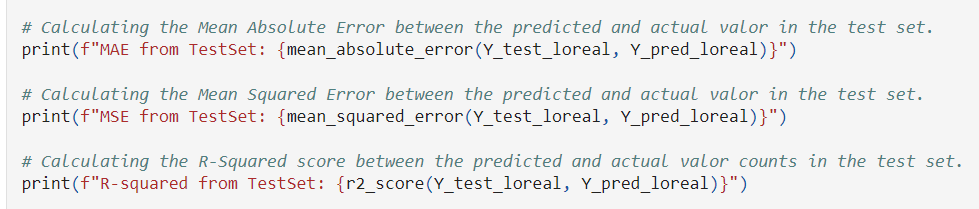 # Calculating the Mean Absolute Error between the predicted and actual valor in the test set.
print(f"MAE from TestSet: {mean_absolute_error(Y_test_loreal, Y_pred_loreal)}")
# Calculating the Mean Squared Error between the predicted and actual valor in the test set.
print(f"MSE from TestSet: {mean_squared_error(Y_test_loreal, Y_pred_loreal)}")
# Calculating the R-Squared score between the predicted and actual valor counts in the test set.
print(f"R-squared from TestSet: {r2_score(Y_test_loreal, Y_pred_loreal)}")